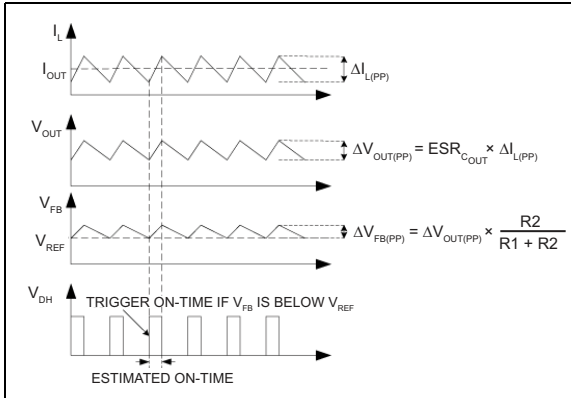 I_L
I_OUT
ΔI_L(PP)
V_OUT
ΔV_OUT(PP) = ESR_C_OUT × ΔI_L(PP)
V_FB
V_REF
ΔV_FB(PP) = ΔV_OUT(PP) × R2 / R1 + R2
V_DH
TRIGGER ON-TIME IF V_FB IS BELOW V_REF
ESTIMATED ON-TIME